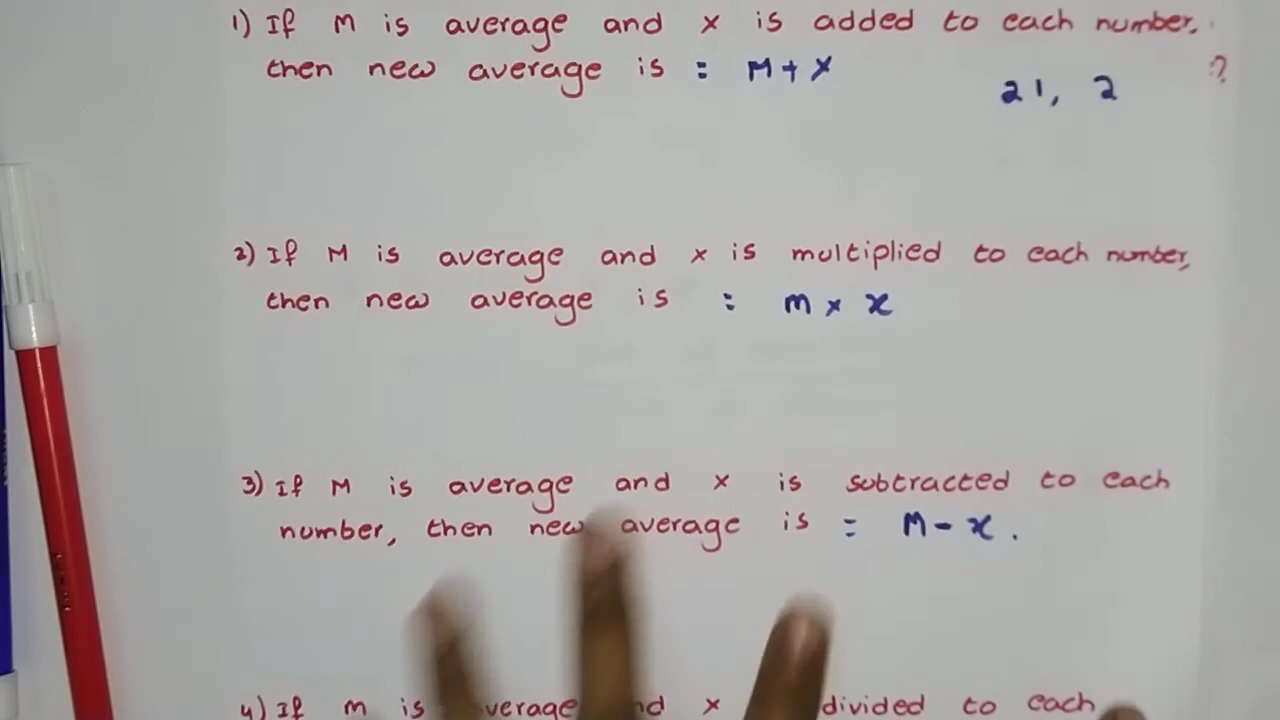 1) If M is average and x is added to each number.
then new average is : M + x
21, 2 ?
2) If M is average and x is multiplied to each number,
then new average is : m × x
3) If M is average and x is subtracted to each
number, then new average is = M - x .
4) If m is average x divided to each